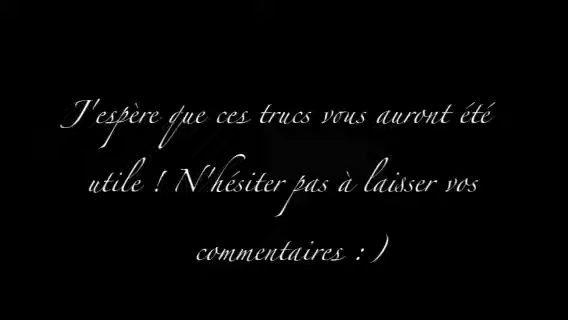 J'espère que ces trucs vous auront été
utile ! N'hésiter pas à laisser vos
commentaires : )